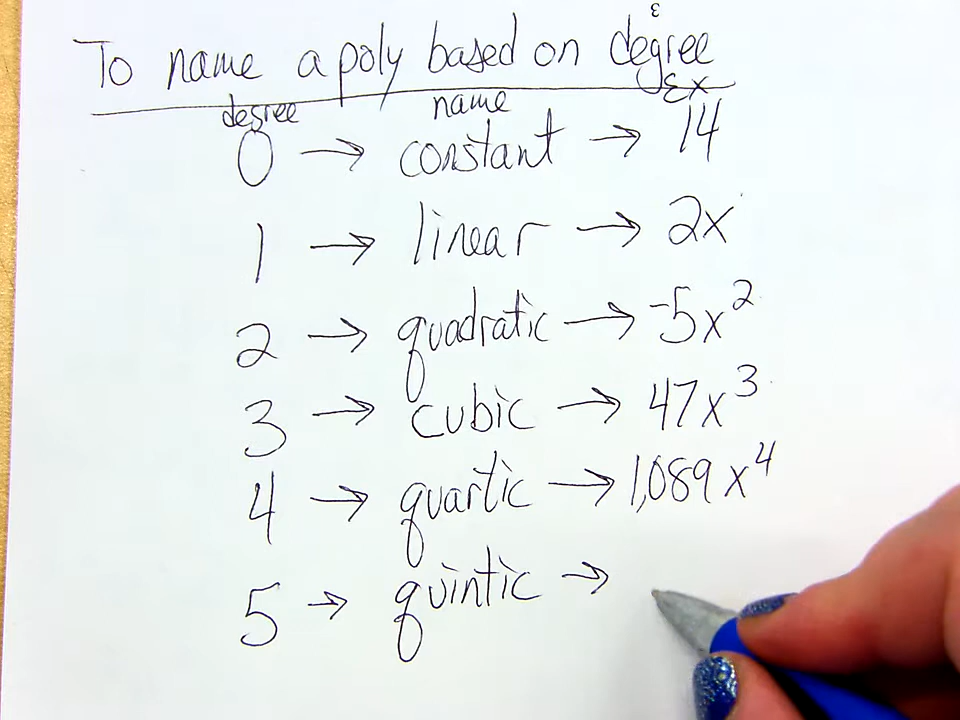 To name a poly based on degree
degree name Ex
0 → constant → 14
1 → linear → 2x
2 → quadratic → -5x²
3 → cubic → 47x³
4 → quartic → 1,089x⁴
5 → quintic →